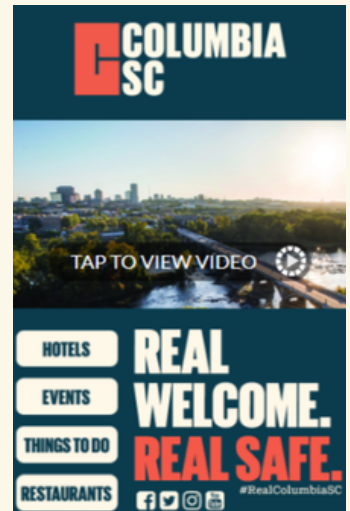 COLUMBIA
SC
TAP TO VIEW VIDEO
HOTELS
EVENTS
THINGS TO DO
RESTAURANTS
REAL
WELCOME.
REAL SAFE.
#RealColumbiaSC